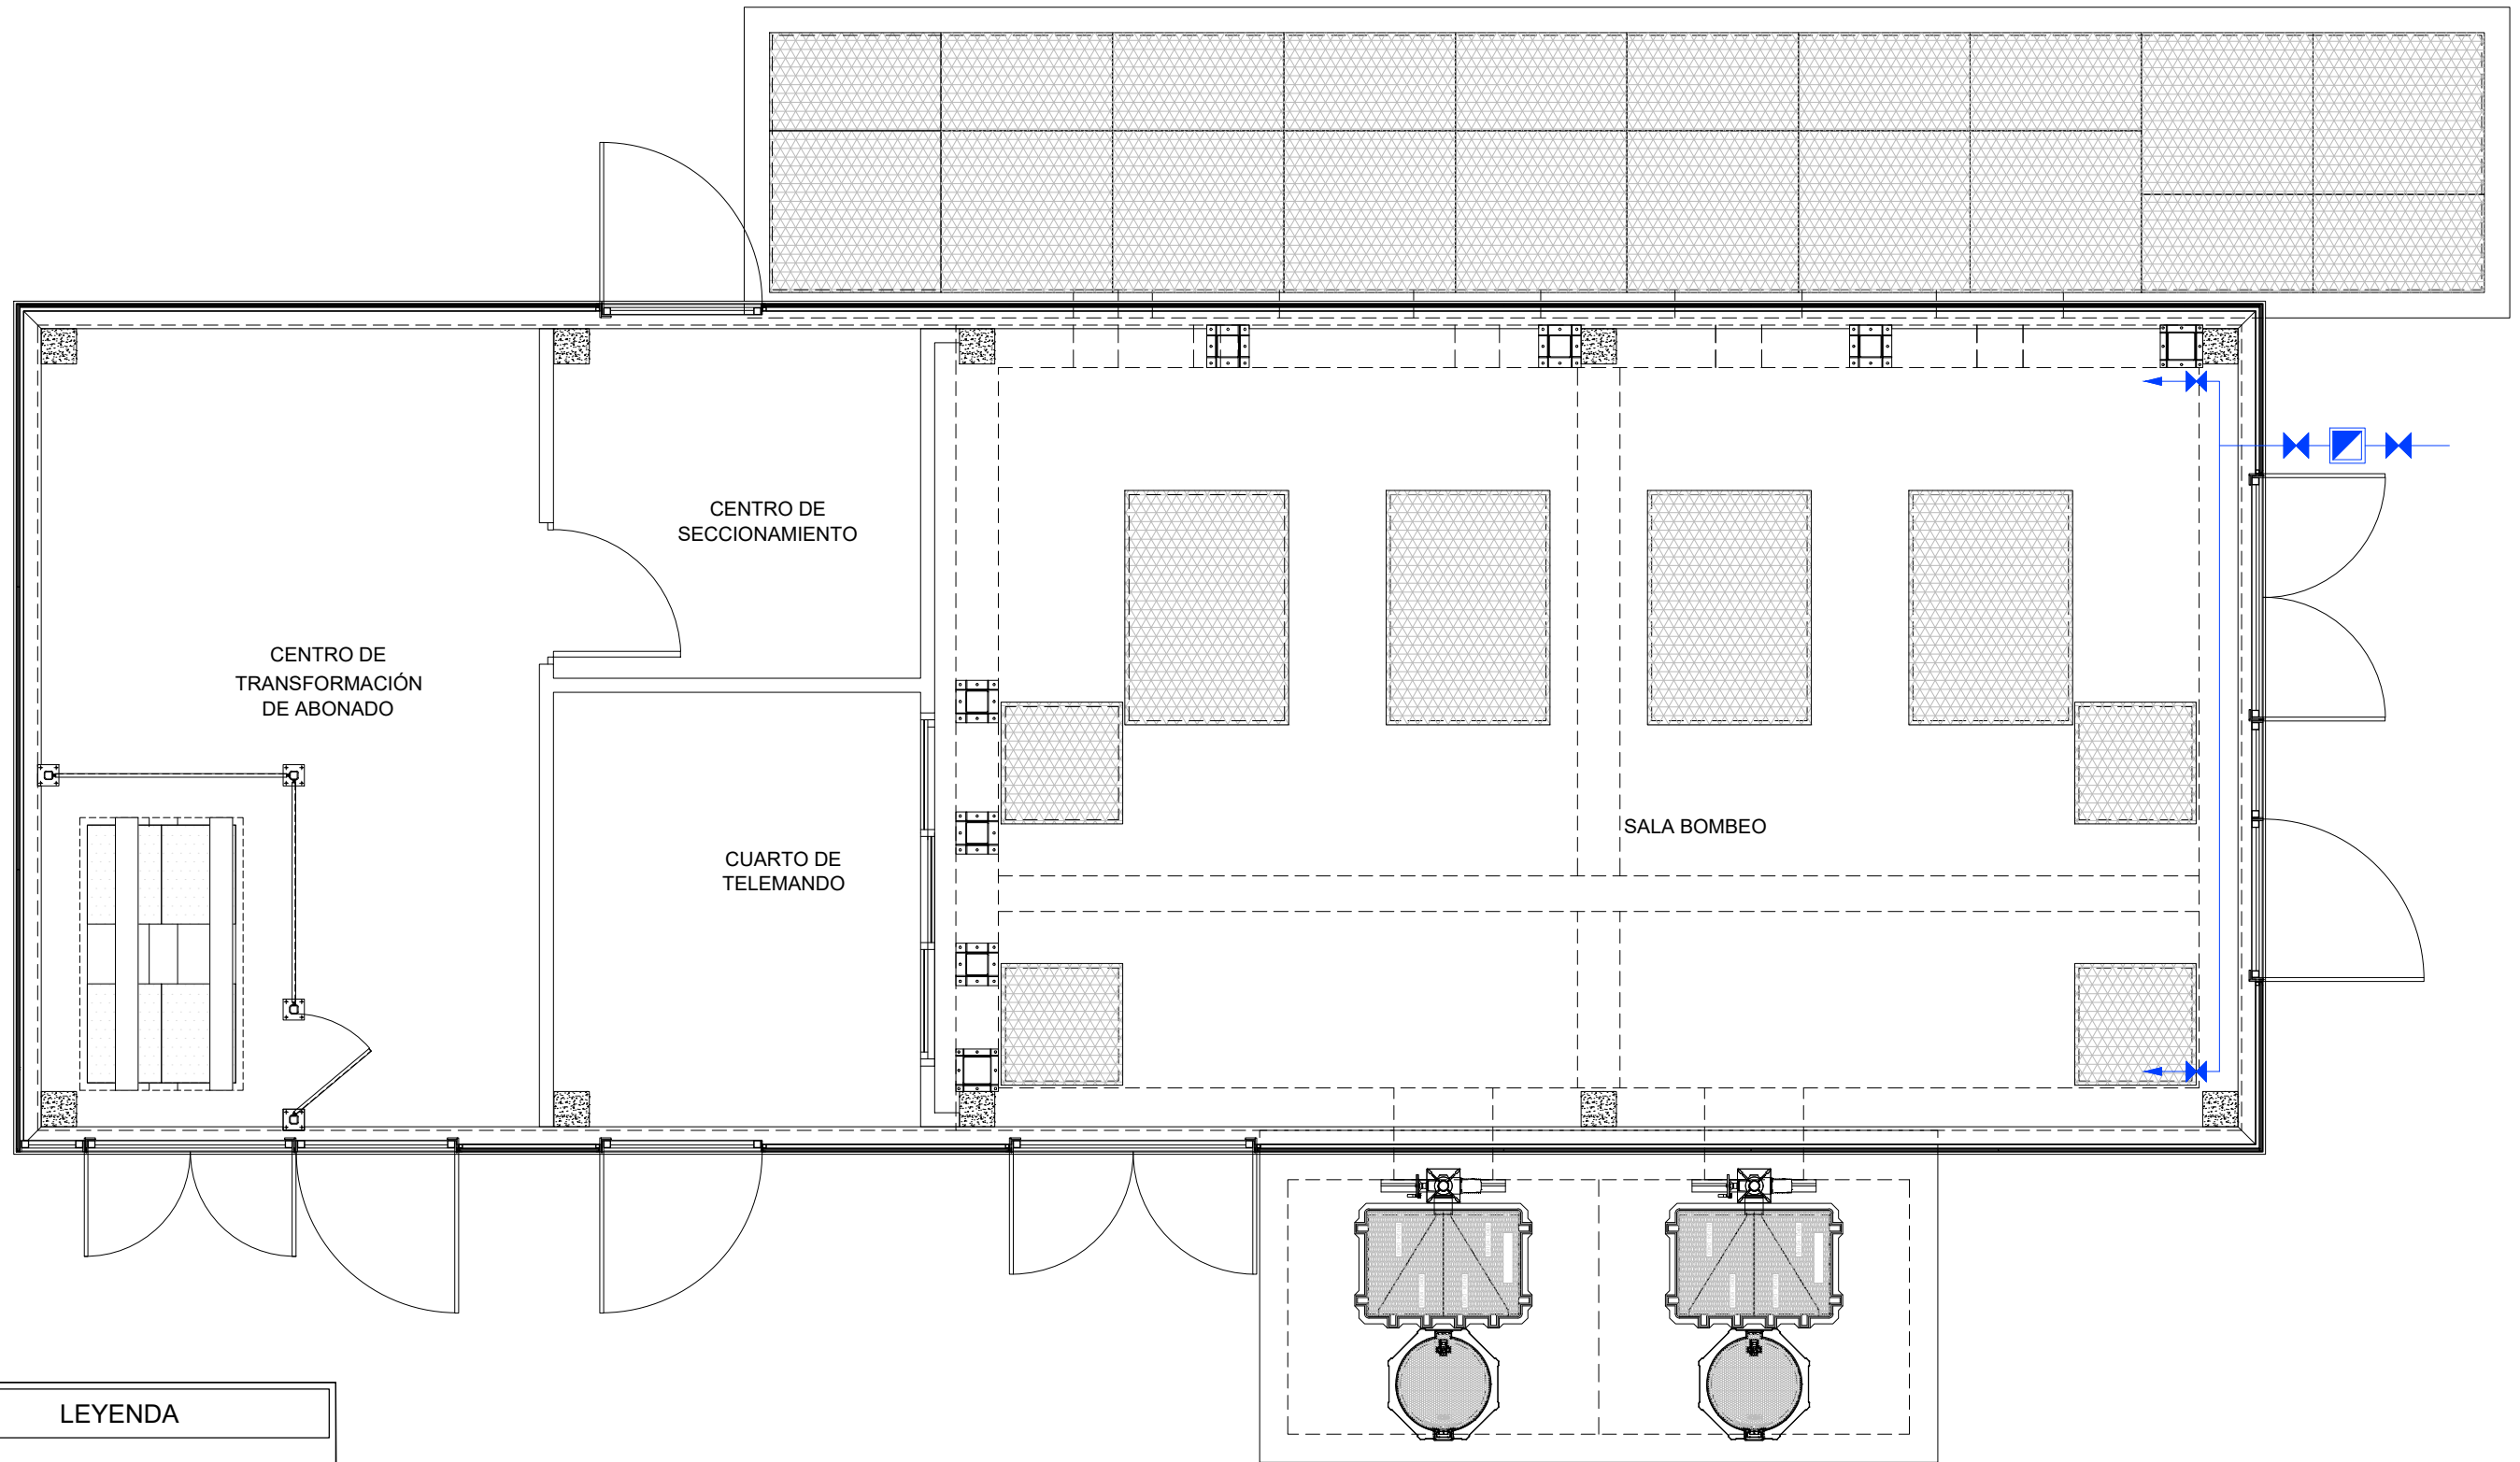 CENTRO DE
SECCIONAMIENTO
CENTRO DE
TRANSFORMACIÓN
DE ABONADO
SALA BOMBEO
CUARTO DE
TELEMANDO
LEYENDA